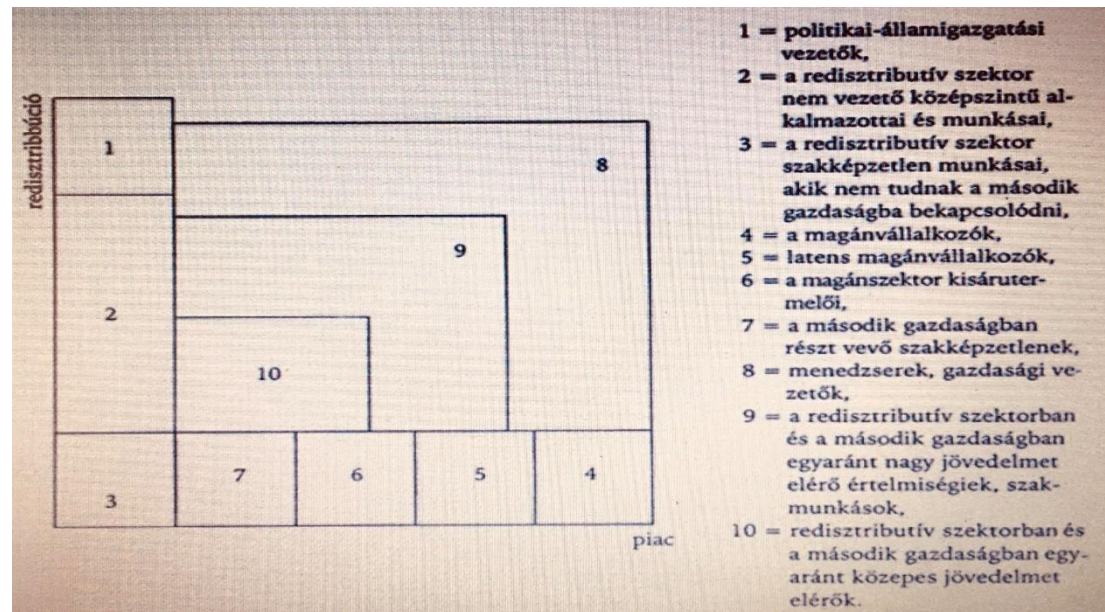 redisztribbúció
1
8
9
2
10
3
7
6
5
4
piac
1 = politikai-államigazgatási
vezetők,
2 = a redisztributív szektor
nem vezető középszintű al-
kalmazottai és munkásai,
3 = a redisztributív szektor
szakképzetlen munkásai,
akik nem tudnak a második
gazdaságba bekapcsolódni,
4 = a magánvállalkozók,
5 = latens magánvállalkozók,
6 = a magánszektor kisáruter-
melői,
7 = a második gazdaságban
részt vevő szakképzetlenek,
8 = menedzserek, gazdasági ve-
zetők,
9 = a redisztributív szektorban
és a második gazdaságban
egyaránt nagy jövedelmet
elérő értelmiségiek, szak-
munkások,
10 = redisztributív szektorban és
a második gazdaságban egy-
aránt közepes jövedelmet
elérők.